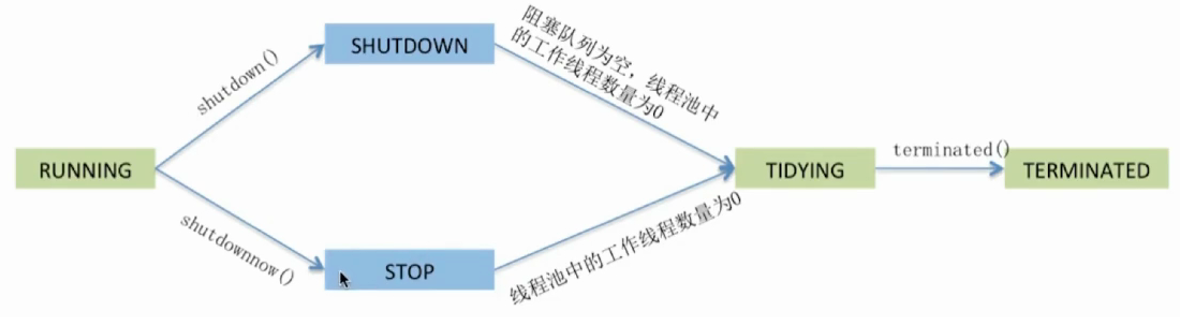 SHUTDOWN
阻塞队列为空，线程池中
的工作线程数量为0
shutdown()
RUNNING
TIDYING
terminated()
TERMINATED
shutdownnow()
STOP
线程池中的工作线程数量为0